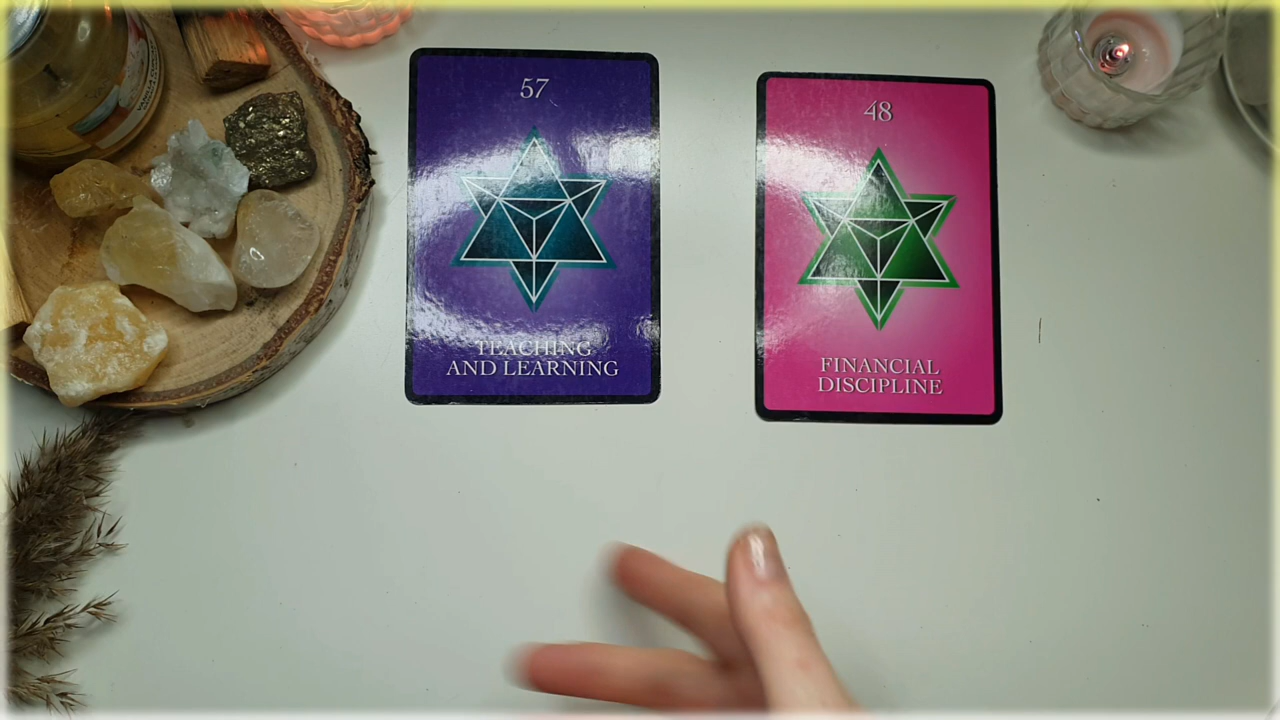 57
TEACHING
AND LEARNING
48
FINANCIAL
DISCIPLINE